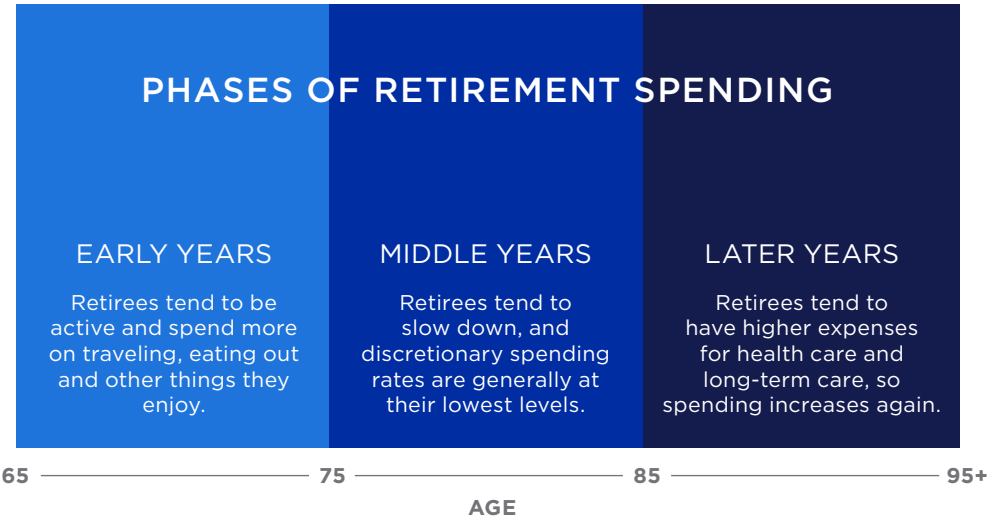 PHASES OF RETIREMENT SPENDING
EARLY YEARS
Retirees tend to be
active and spend more
on traveling, eating out
and other things they
enjoy.
MIDDLE YEARS
Retirees tend to
slow down, and
discretionary spending
rates are generally at
their lowest levels.
LATER YEARS
Retirees tend to
have higher expenses
for health care and
long-term care, so
spending increases again.
65 75 85 95+
AGE